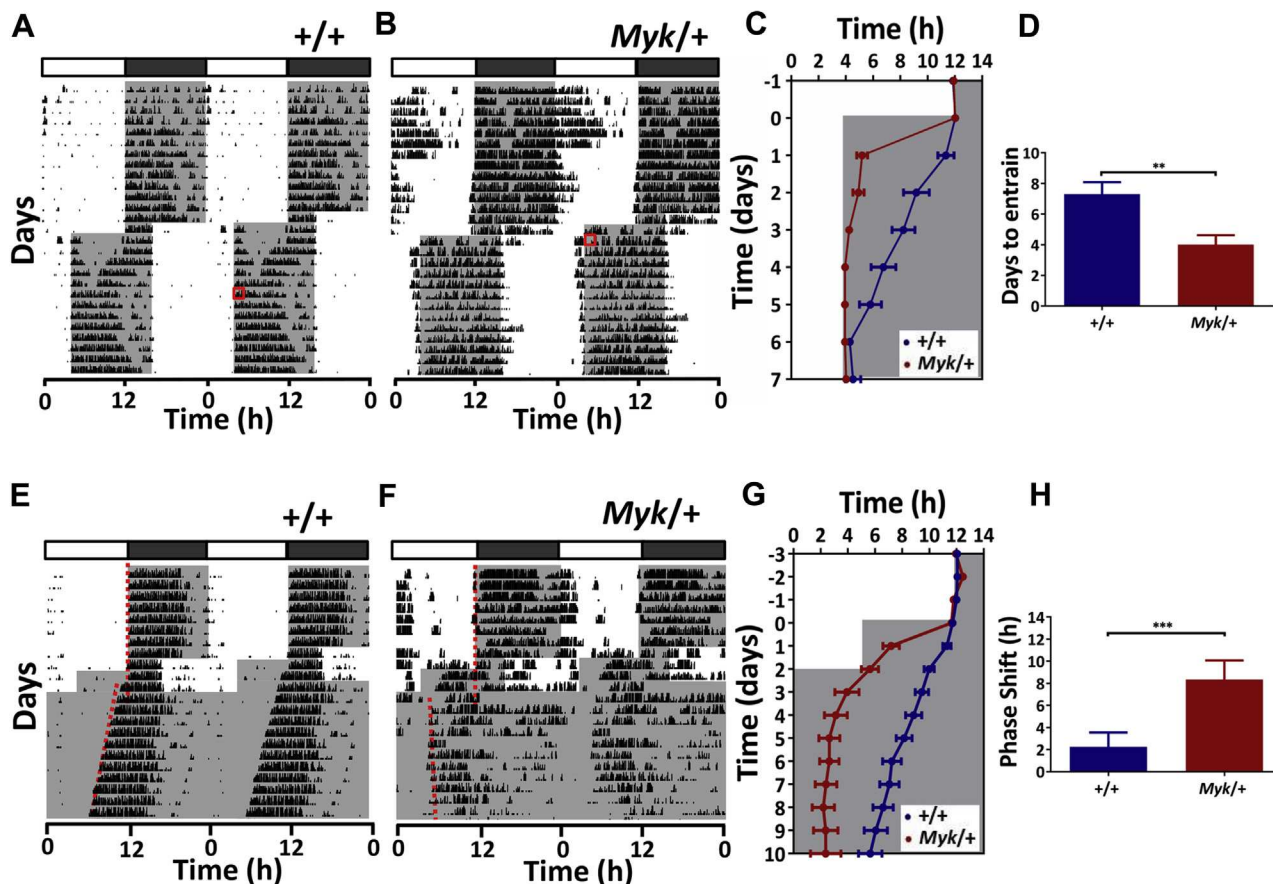 A
+/+
Days
0
12
0
12
0
Time (h)
B
Myk/+
0
12
0
12
0
Time (h)
C
Time (h)
0 2 4 6 8 10 12 14
Time (days)
-1
0
1
2
3
4
5
6
7
+/+
Myk/+
D
Days to entrain
10
8
6
4
2
0
**
+/+
Myk/+
E
+/+
Days
0
12
0
12
0
Time (h)
F
Myk/+
0
12
0
12
0
Time (h)
G
Time (h)
0 2 4 6 8 10 12 14
Time (days)
-3
-2
-1
0
1
2
3
4
5
6
7
8
9
10
+/+
Myk/+
H
Phase Shift (h)
14
12
10
8
6
4
2
0
***
+/+
Myk/+